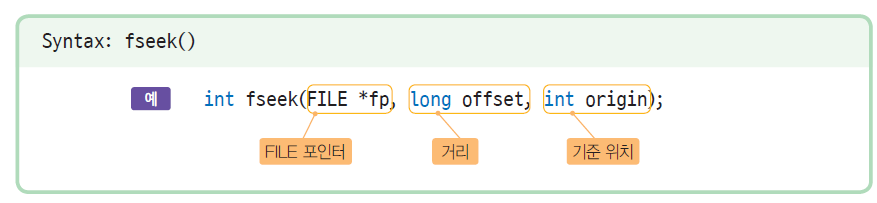 Syntax: fseek()
예 int fseek(FILE *fp, long offset, int origin);
FILE 포인터 거리 기준 위치